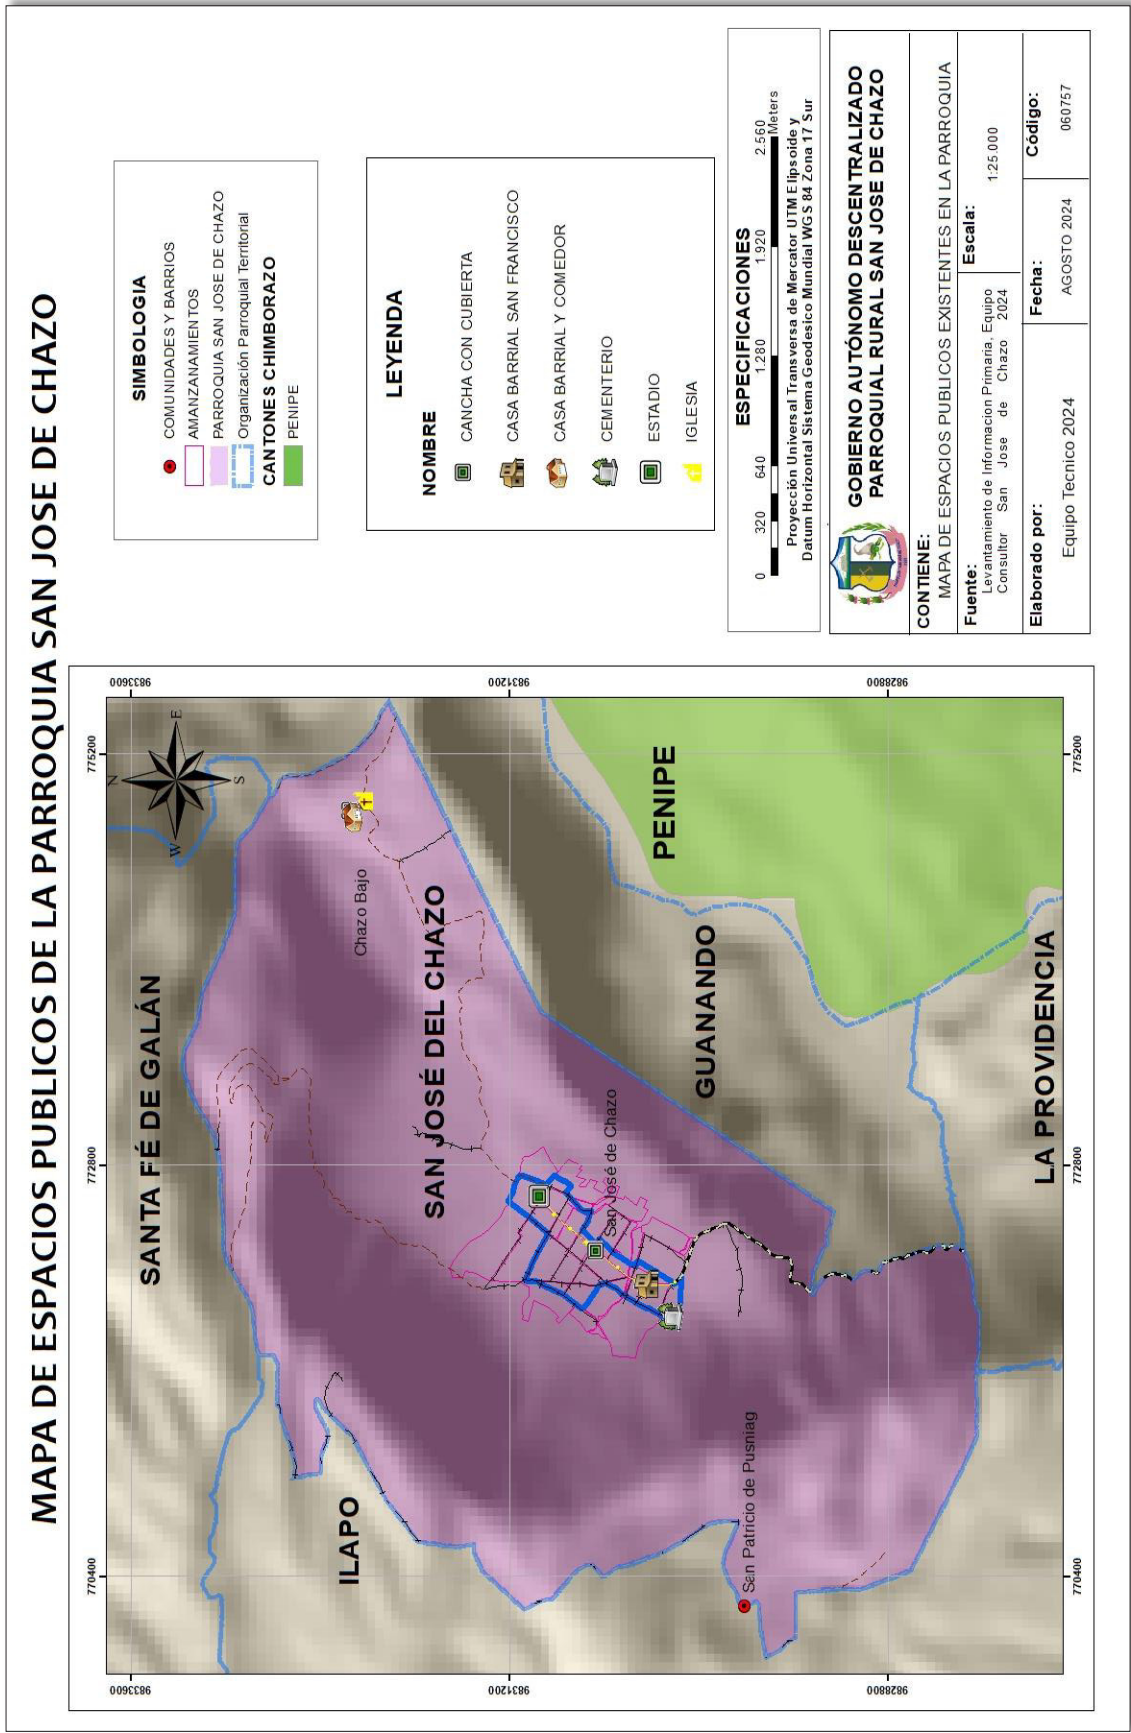 MAPA DE ESPACIOS PUBLICOS DE LA PARROQUIA SAN JOSE DE CHAZO
770400
772800
775200
9833600
9833600
SANTA FÉ DE GALÁN
N
W
E
S
ILAPO
Chazo Bajo
SAN JOSÉ DEL CHAZO
9831200
9831200
San José de Chazo
PENIPE
GUANANDO
San Patricio de Pusniag
9828800
9828800
LA PROVIDENCIA
770400
772800
775200
SIMBOLOGIA
COMUNIDADES Y BARRIOS
AMANZANAMIENTOS
PARROQUIA SAN JOSE DE CHAZO
Organización Parroquial Territorial
CANTONES CHIMBORAZO
PENIPE
LEYENDA
NOMBRE
CANCHA CON CUBIERTA
CASA BARRIAL SAN FRANCISCO
CASA BARRIAL Y COMEDOR
CEMENTERIO
ESTADIO
IGLESIA
ESPECIFICACIONES
0 320 640 1.280 1.920 2.560
Meters
Proyección Universal Transversa de Mercator UTM Elipsoide y
Datum Horizontal Sistema Geodesico Mundial WGS 84 Zona 17 Sur
GOBIERNO AUTÓNOMO DESCENTRALIZADO
PARROQUIAL RURAL SAN JOSE DE CHAZO
CONTIENE:
MAPA DE ESPACIOS PUBLICOS EXISTENTES EN LA PARROQUIA
Fuente:
Levantamiento de Informacion Primaria, Equipo
Consultor San Jose de Chazo 2024
Escala:
1:25.000
Elaborado por:
Equipo Tecnico 2024
Fecha:
AGOSTO 2024
Código:
060757